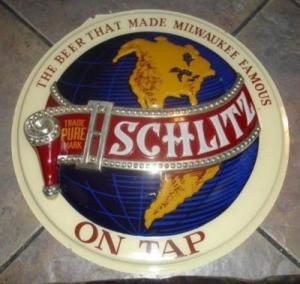 THE BEER THAT MADE MILWAUKEE FAMOUS
TRADE
PURE
MARK
SCHLITZ
ON TAP